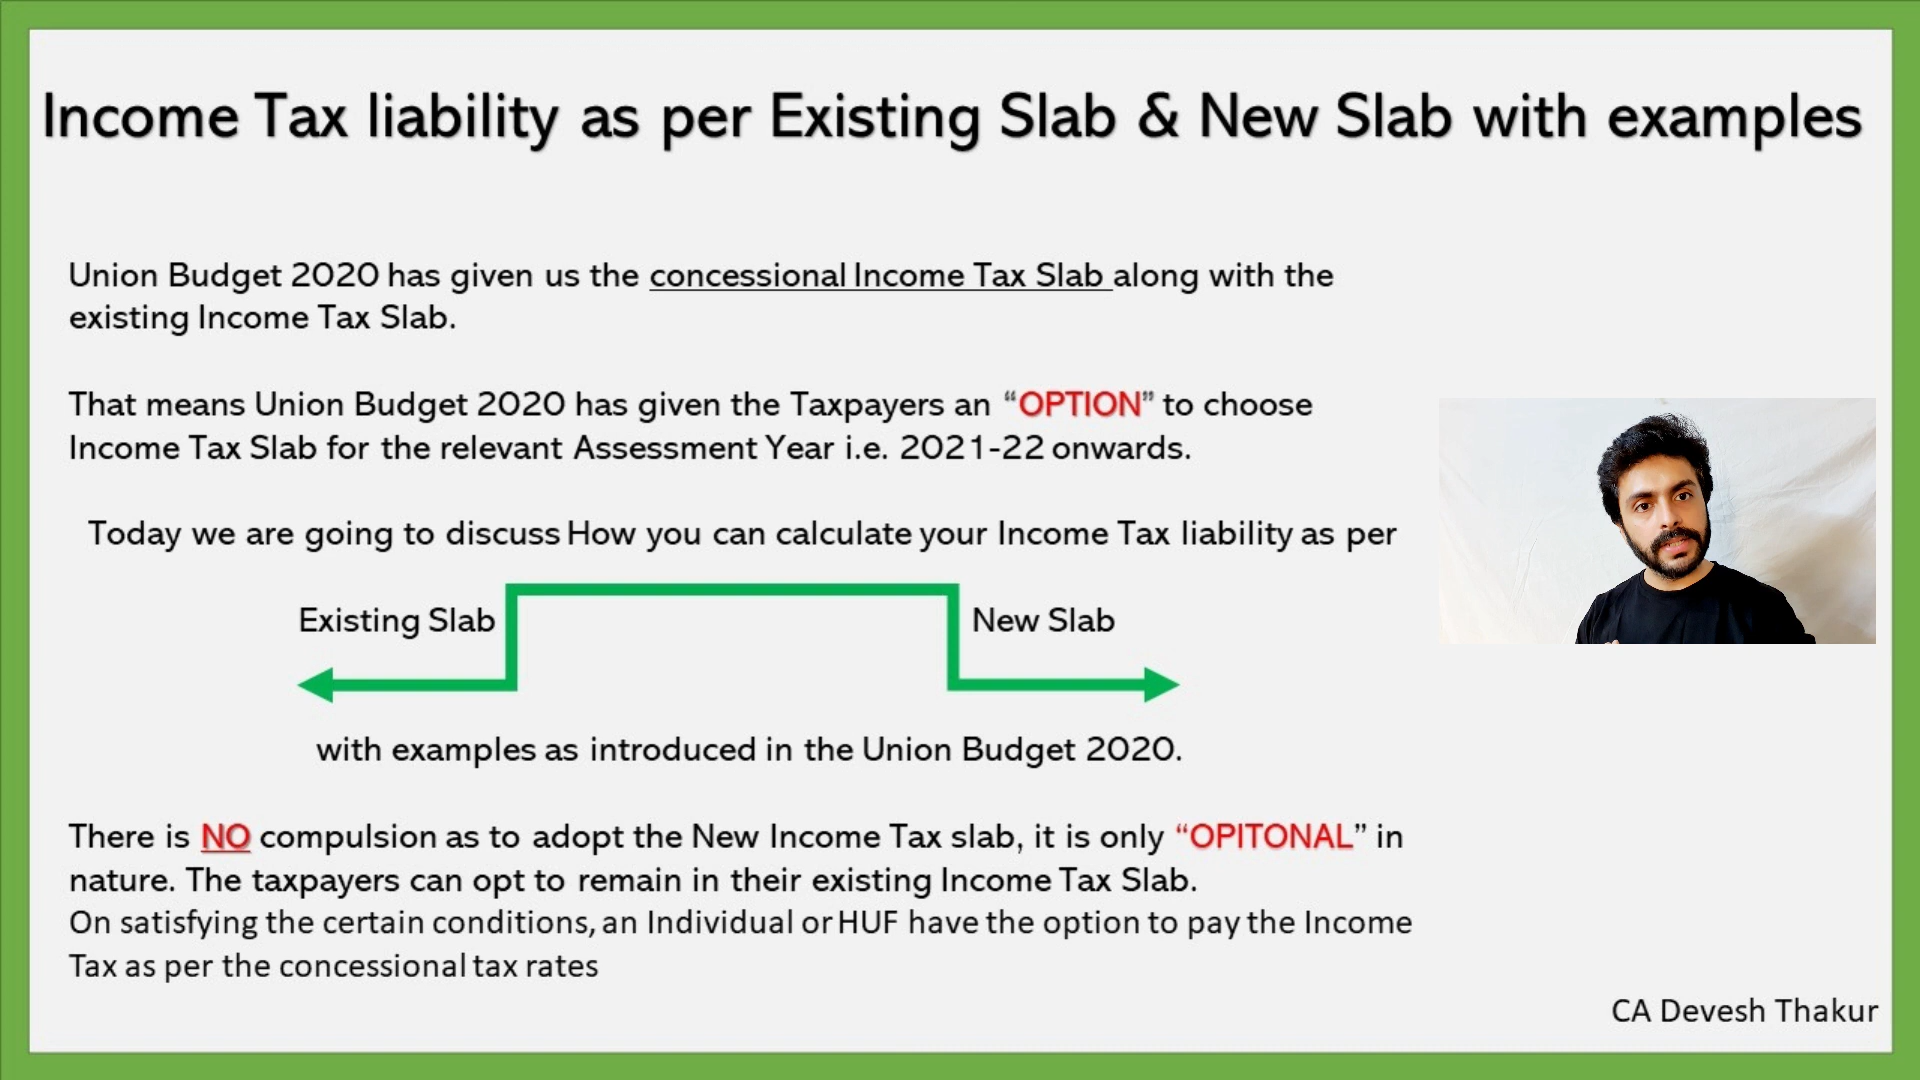 Income Tax liability as per Existing Slab & New Slab with examples
Union Budget 2020 has given us the concessional Income Tax Slab along with the
existing Income Tax Slab.
That means Union Budget 2020 has given the Taxpayers an “OPTION” to choose
Income Tax Slab for the relevant Assessment Year i.e. 2021-22 onwards.
Today we are going to discuss How you can calculate your Income Tax liability as per
Existing Slab
New Slab
with examples as introduced in the Union Budget 2020.
There is NO compulsion as to adopt the New Income Tax slab, it is only “OPITONAL” in
nature. The taxpayers can opt to remain in their existing Income Tax Slab.
On satisfying the certain conditions, an Individual or HUF have the option to pay the Income
Tax as per the concessional tax rates
CA Devesh Thakur